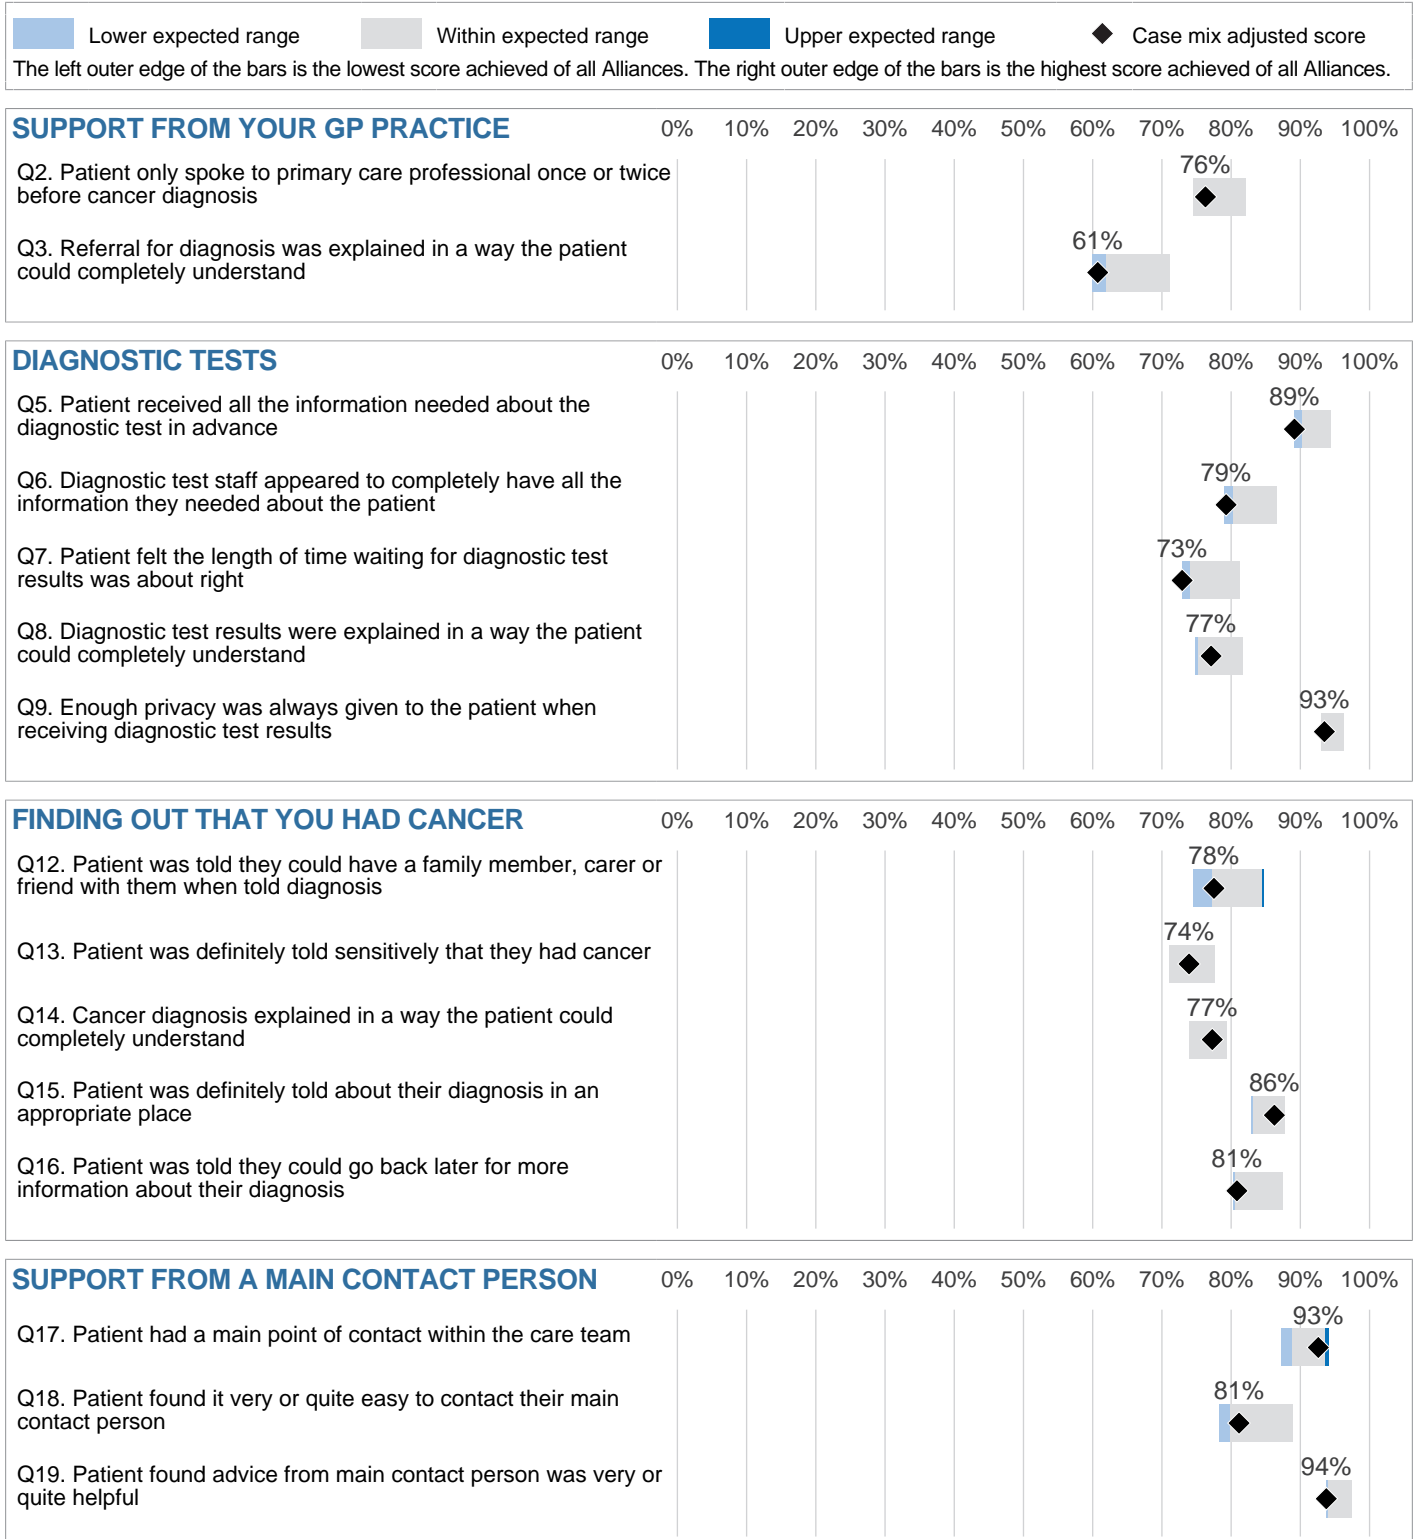 Lower expected range Within expected range Upper expected range Case mix adjusted score
The left outer edge of the bars is the lowest score achieved of all Alliances. The right outer edge of the bars is the highest score achieved of all Alliances.
SUPPORT FROM YOUR GP PRACTICE 0% 10% 20% 30% 40% 50% 60% 70% 80% 90% 100%
Q2. Patient only spoke to primary care professional once or twice
before cancer diagnosis
76%
Q3. Referral for diagnosis was explained in a way the patient
could completely understand
61%
DIAGNOSTIC TESTS 0% 10% 20% 30% 40% 50% 60% 70% 80% 90% 100%
Q5. Patient received all the information needed about the
diagnostic test in advance
89%
Q6. Diagnostic test staff appeared to completely have all the
information they needed about the patient
79%
Q7. Patient felt the length of time waiting for diagnostic test
results was about right
73%
Q8. Diagnostic test results were explained in a way the patient
could completely understand
77%
Q9. Enough privacy was always given to the patient when
receiving diagnostic test results
93%
FINDING OUT THAT YOU HAD CANCER 0% 10% 20% 30% 40% 50% 60% 70% 80% 90% 100%
Q12. Patient was told they could have a family member, carer or
friend with them when told diagnosis
78%
Q13. Patient was definitely told sensitively that they had cancer
74%
Q14. Cancer diagnosis explained in a way the patient could
completely understand
77%
Q15. Patient was definitely told about their diagnosis in an
appropriate place
86%
Q16. Patient was told they could go back later for more
information about their diagnosis
81%
SUPPORT FROM A MAIN CONTACT PERSON 0% 10% 20% 30% 40% 50% 60% 70% 80% 90% 100%
Q17. Patient had a main point of contact within the care team
93%
Q18. Patient found it very or quite easy to contact their main
contact person
81%
Q19. Patient found advice from main contact person was very or
quite helpful
94%